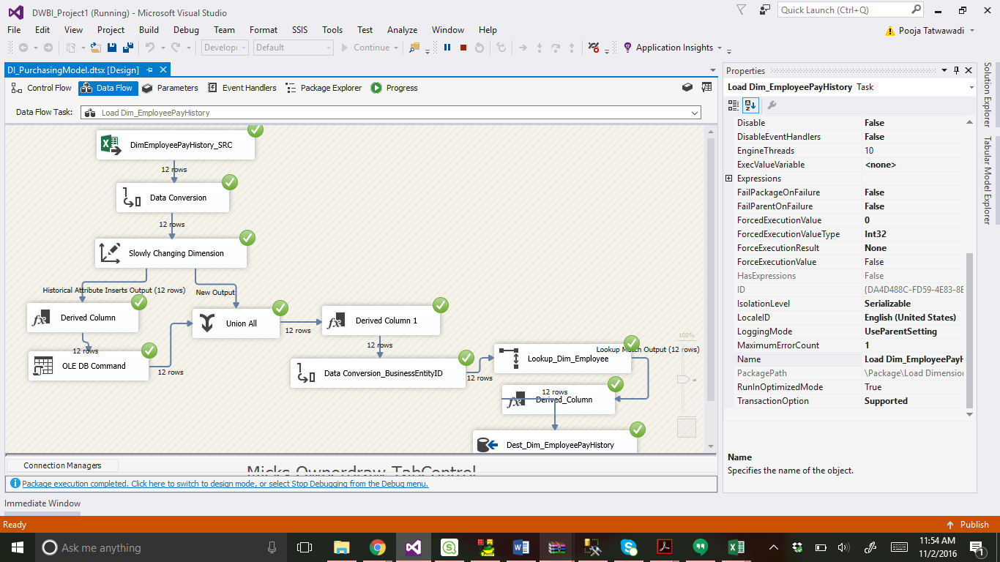 DWBI_Project1 (Running) - Microsoft Visual Studio
Quick Launch (Ctrl+Q)
File Edit View Project Build Debug Team Format SSIS Tools Test Analyze Window Help
Pooja Tatwawadi
Develop Default Continue Application Insights
DI_PurchasingModel.dtsx [Design]
Control Flow Data Flow Parameters Event Handlers Package Explorer Progress
Data Flow Task: Load Dim_EmployeePayHistory
DimEmployeePayHistory_SRC
12 rows
Data Conversion
12 rows
Slowly Changing Dimension
Historical Attribute Inserts Output (12 rows)
New Output
Derived Column
12 rows
OLE DB Command
12 rows
Union All
12 rows
Derived Column 1
12 rows
Data Conversion_BusinessEntityID
12 rows
Lookup Match Output (12 rows)
Lookup_Dim_Employee
12 rows
Derived_Column
Dest_Dim_EmployeePayHistory
100%
Connection Managers
Micks Ownerdraw TabControl
Package execution completed. Click here to switch to design mode, or select Stop Debugging from the Debug menu.
Immediate Window
Ready
Publish
Properties
Load Dim_EmployeePayHistory Task
Disable False
DisableEventHandlers False
EngineThreads 10
ExecValueVariable <none>
Expressions
FailPackageOnFailure False
FailParentOnFailure False
ForcedExecutionValue 0
ForcedExecutionValueType Int32
ForceExecutionResult None
ForceExecutionValue False
HasExpressions False
ID {DA4D488C-FD59-4E83-8E
IsolationLevel Serializable
LocaleID English (United States)
LoggingMode UseParentSetting
MaximumErrorCount 1
Name Load Dim_EmployeePayH
PackagePath \Package\Load Dimension
RunInOptimizedMode True
TransactionOption Supported
Name
Specifies the name of the object.
Solution Explorer
Tabular Model Explorer
Ask me anything
11:54 AM
11/2/2016
1